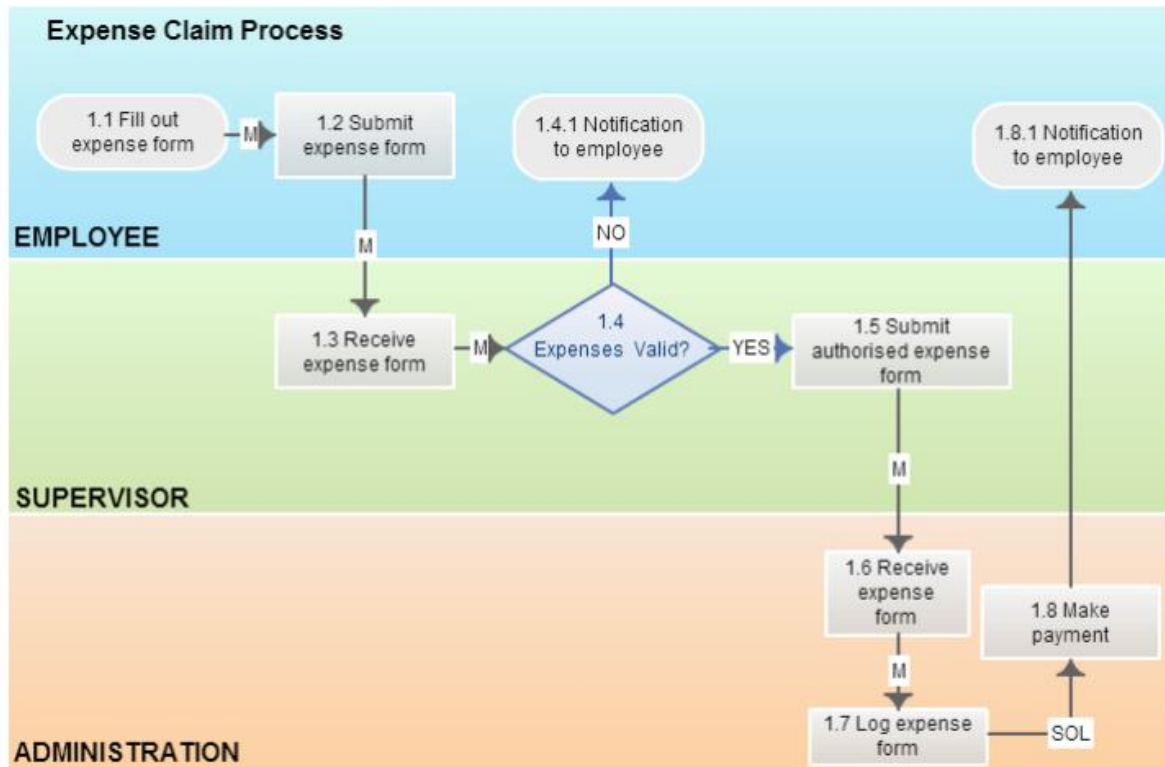 Expense Claim Process
1.1 Fill out
expense form
M
1.2 Submit
expense form
1.4.1 Notification
to employee
1.8.1 Notification
to employee
NO
M
EMPLOYEE
1.3 Receive
expense form
M
1.4
Expenses Valid?
YES
1.5 Submit
authorised expense
form
M
SUPERVISOR
1.6 Receive
expense
form
1.8 Make
payment
M
1.7 Log expense
form
SOL
ADMINISTRATION